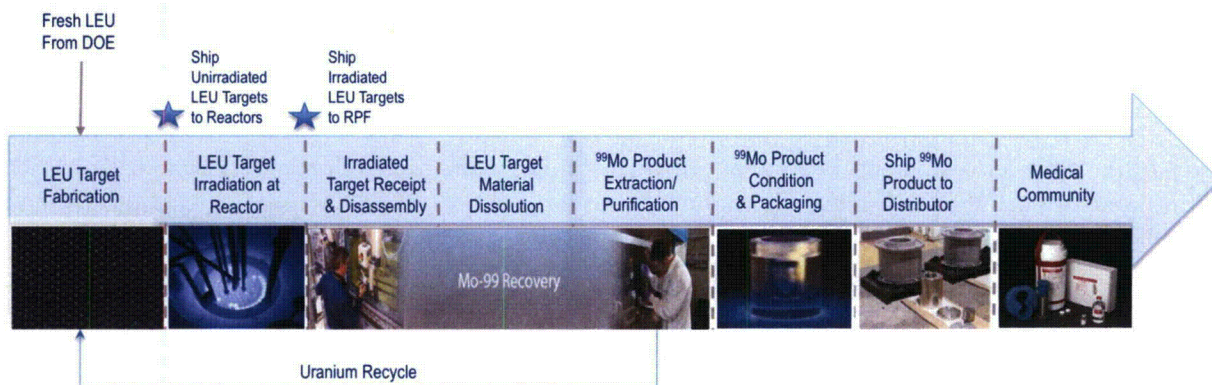 Fresh LEU
From DOE
Ship
Unirradiated
LEU Targets
to Reactors
Ship
Irradiated
LEU Targets
to RPF
LEU Target
Fabrication
LEU Target
Irradiation at
Reactor
Irradiated
Target Receipt
& Disassembly
LEU Target
Material
Dissolution
⁹⁹Mo Product
Extraction/
Purification
⁹⁹Mo Product
Condition
& Packaging
Ship ⁹⁹Mo
Product to
Distributor
Medical
Community
Mo-99 Recovery
Uranium Recycle